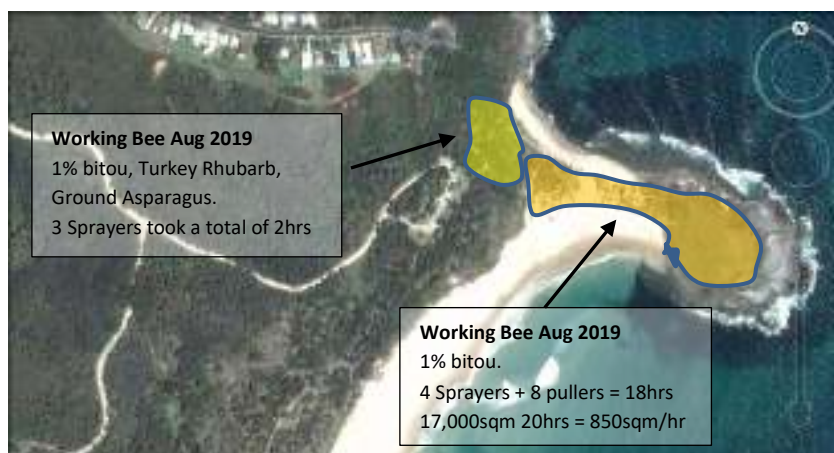 Working Bee Aug 2019
1% bitou, Turkey Rhubarb,
Ground Asparagus.
3 Sprayers took a total of 2hrs
Working Bee Aug 2019
1% bitou.
4 Sprayers + 8 pullers = 18hrs
17,000sqm 20hrs = 850sqm/hr